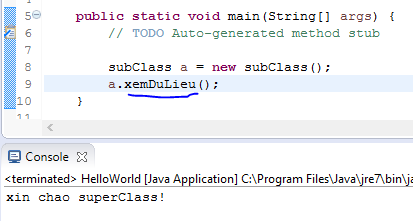 5 public static void main(String[] args) {
6 // TODO Auto-generated method stub
7
8 subClass a = new subClass();
9 a.xemDuLieu();
10 }
Console
<terminated> HelloWorld [Java Application] C:\Program Files\Java\jre7\bin\j
xin chao superClass!